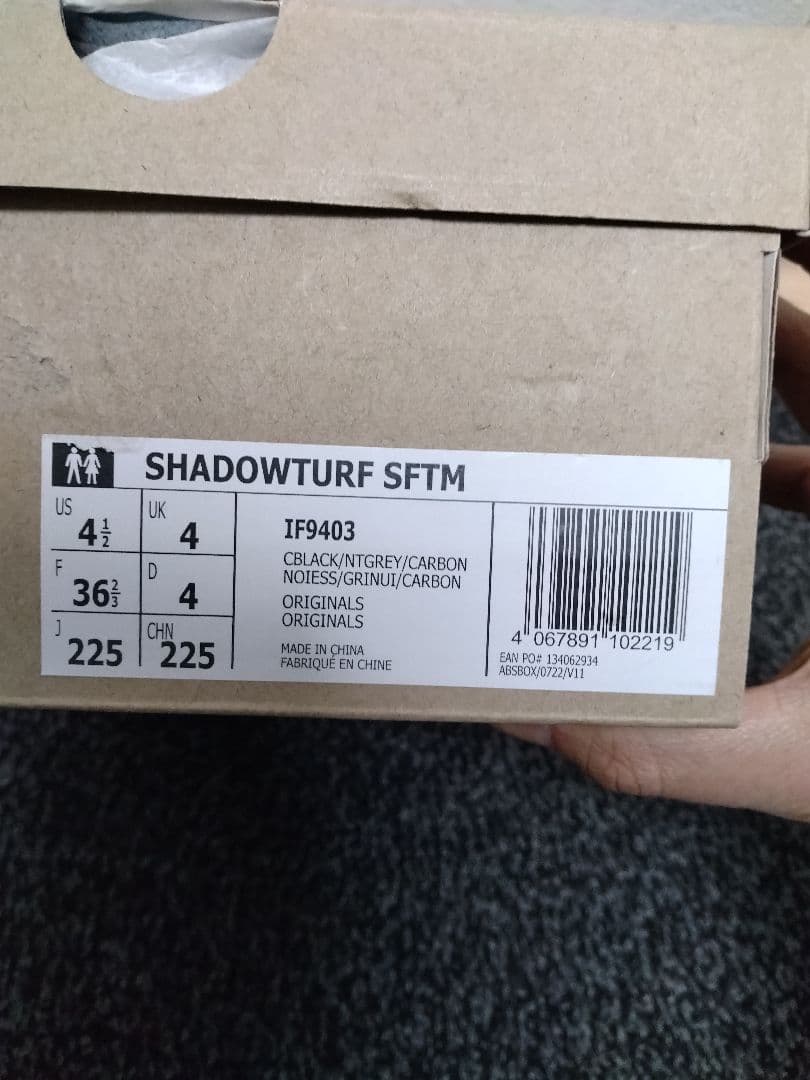 SHADOWTURF SFTM
US 4½ UK 4
F 36⅔ D 4
J 225 CHN 225
IF9403
CBLACK/NTGREY/CARBON
NOIESS/GRINUI/CARBON
ORIGINALS
ORIGINALS
MADE IN CHINA
FABRIQUÉ EN CHINE
4 067891 102219
EAN PO# 134062934
ABSBOX/0722/V11